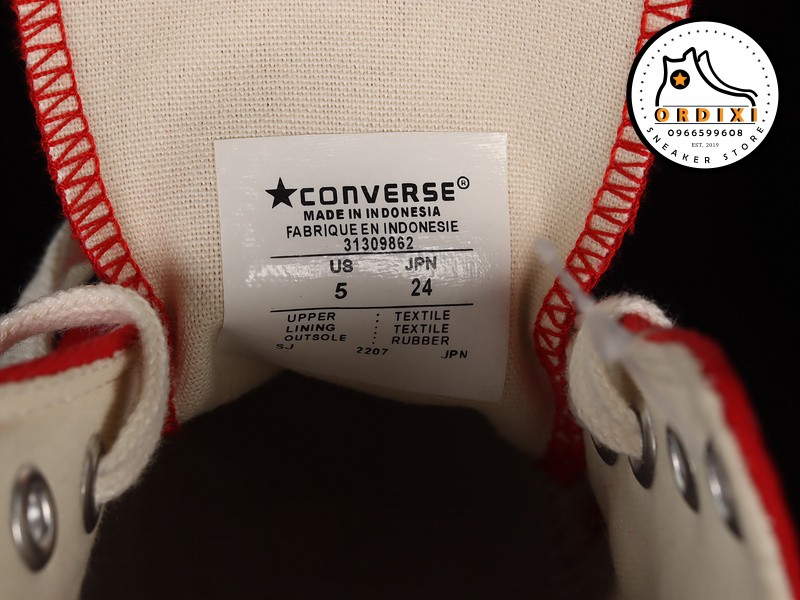 ★CONVERSE®
MADE IN INDONESIA
FABRIQUE EN INDONESIE
31309862
US JPN
5 24
UPPER : TEXTILE
LINING : TEXTILE
OUTSOLE : RUBBER
SJ 2207 JPN
ORDIXI
0966599608
EST. 2019
SNEAKER STORE